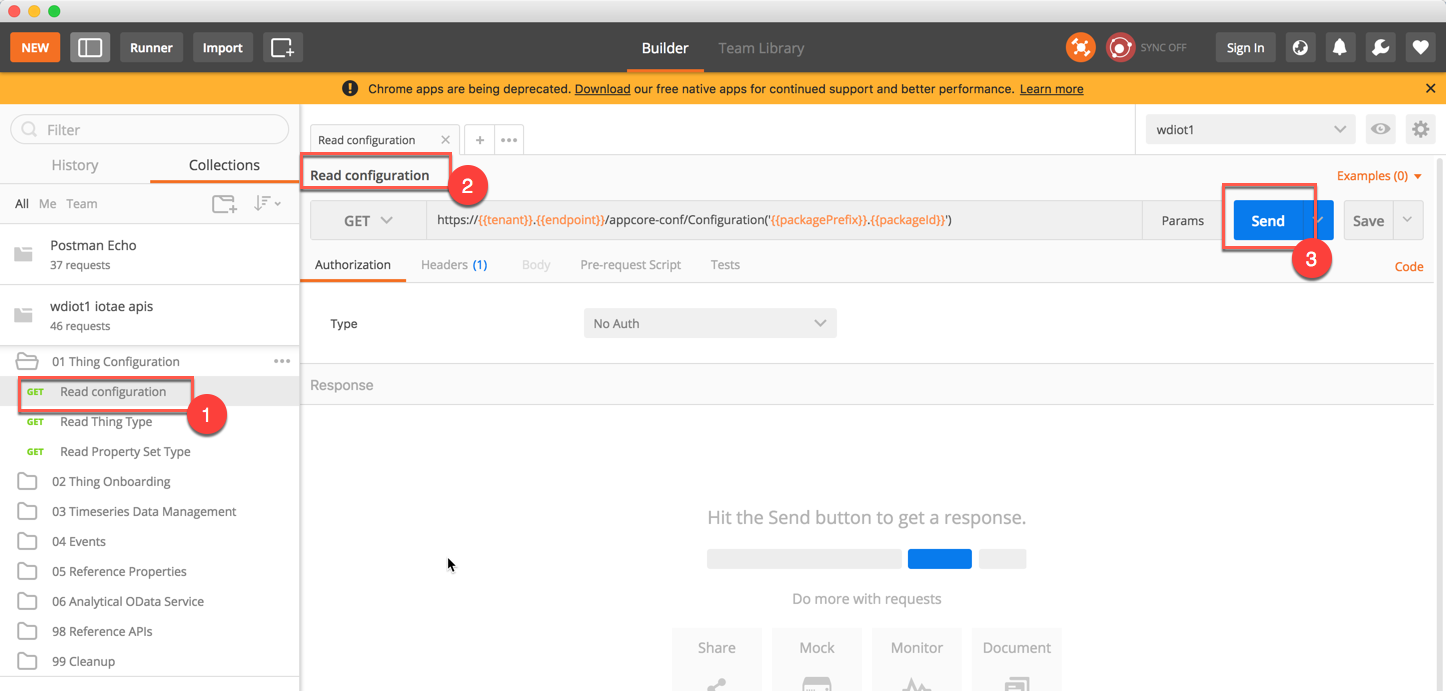 NEW
Runner
Import
Builder
Team Library
SYNC OFF
Sign In
Chrome apps are being deprecated. Download our free native apps for continued support and better performance. Learn more
Filter
History
Collections
All
Me
Team
Postman Echo
37 requests
wdiot1 iotae apis
46 requests
01 Thing Configuration
GET Read configuration
1
GET Read Thing Type
GET Read Property Set Type
02 Thing Onboarding
03 Timeseries Data Management
04 Events
05 Reference Properties
06 Analytical OData Service
98 Reference APIs
99 Cleanup
Read configuration
wdiot1
Read configuration
2
Examples (0)
GET
https://{{tenant}}.{{endpoint}}/appcore-conf/Configuration('{{packagePrefix}}.{{packageId}}')
Params
Send
3
Save
Authorization
Headers (1)
Body
Pre-request Script
Tests
Code
Type
No Auth
Response
Hit the Send button to get a response.
Do more with requests
Share
Mock
Monitor
Document